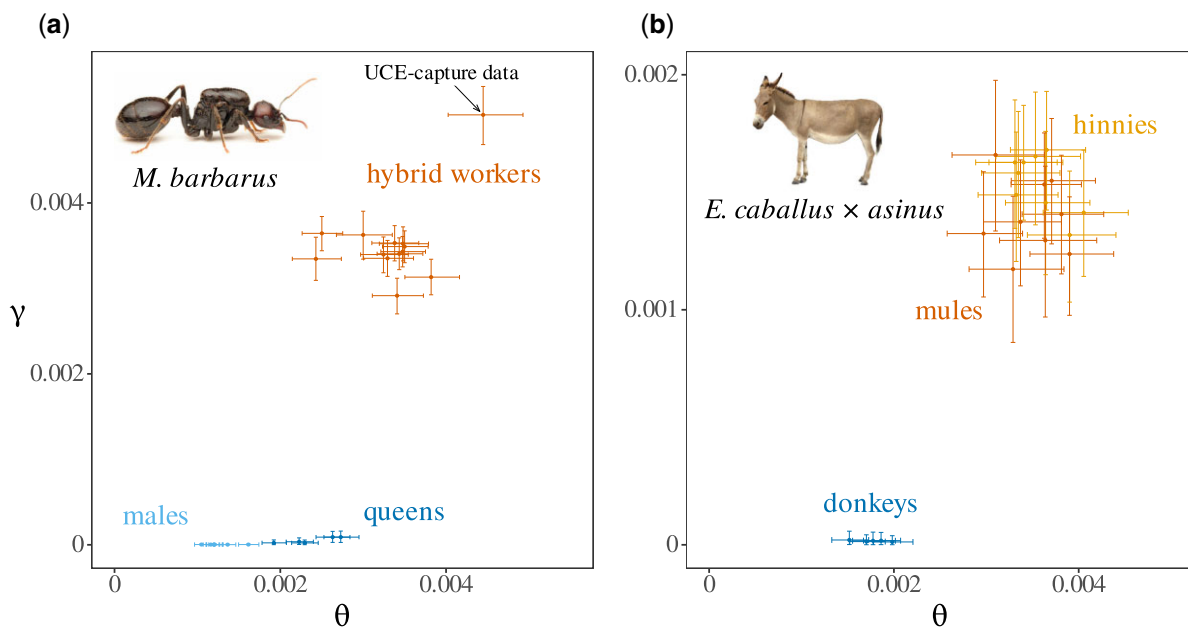 (a)
UCE-capture data
M. barbarus
hybrid workers
0.004
γ
0.002
males
queens
0
0
0.002
0.004
θ
(b)
0.002
hinnies
E. caballus × asinus
0.001
mules
donkeys
0
0
0.002
0.004
θ